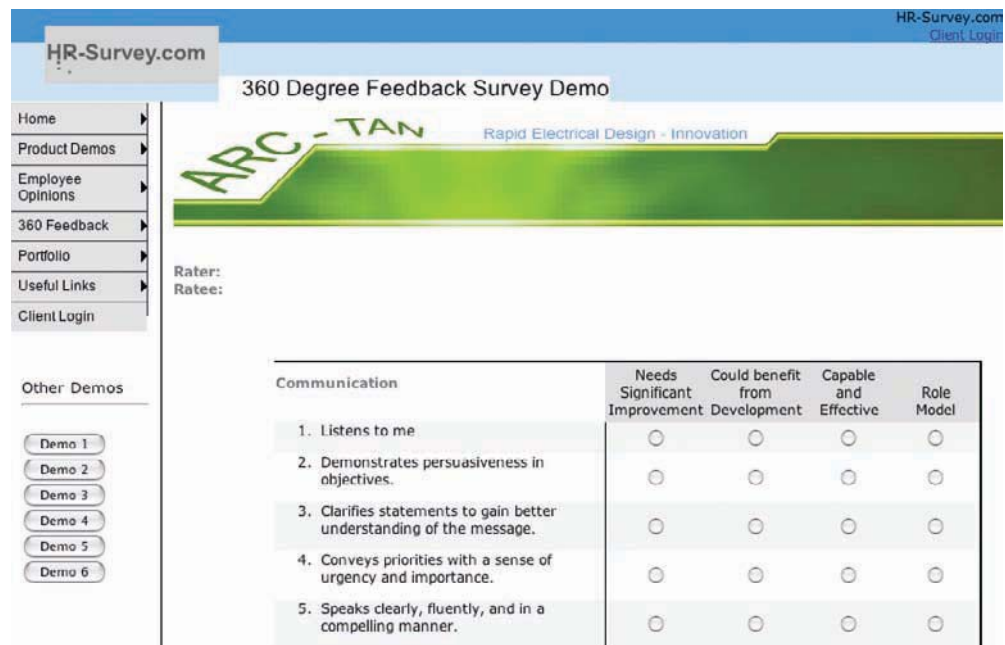 HR-Survey.com
Client Login
HR-Survey.com
360 Degree Feedback Survey Demo
Home
Product Demos
Employee
Opinions
360 Feedback
Portfolio
Useful Links
Client Login
Other Demos
Demo 1
Demo 2
Demo 3
Demo 4
Demo 5
Demo 6
ARC - TAN
Rapid Electrical Design - Innovation
Rater:
Ratee:
Communication
Needs
Significant
Improvement
Could benefit
from
Development
Capable
and
Effective
Role
Model
1. Listens to me
2. Demonstrates persuasiveness in
objectives.
3. Clarifies statements to gain better
understanding of the message.
4. Conveys priorities with a sense of
urgency and importance.
5. Speaks clearly, fluently, and in a
compelling manner.